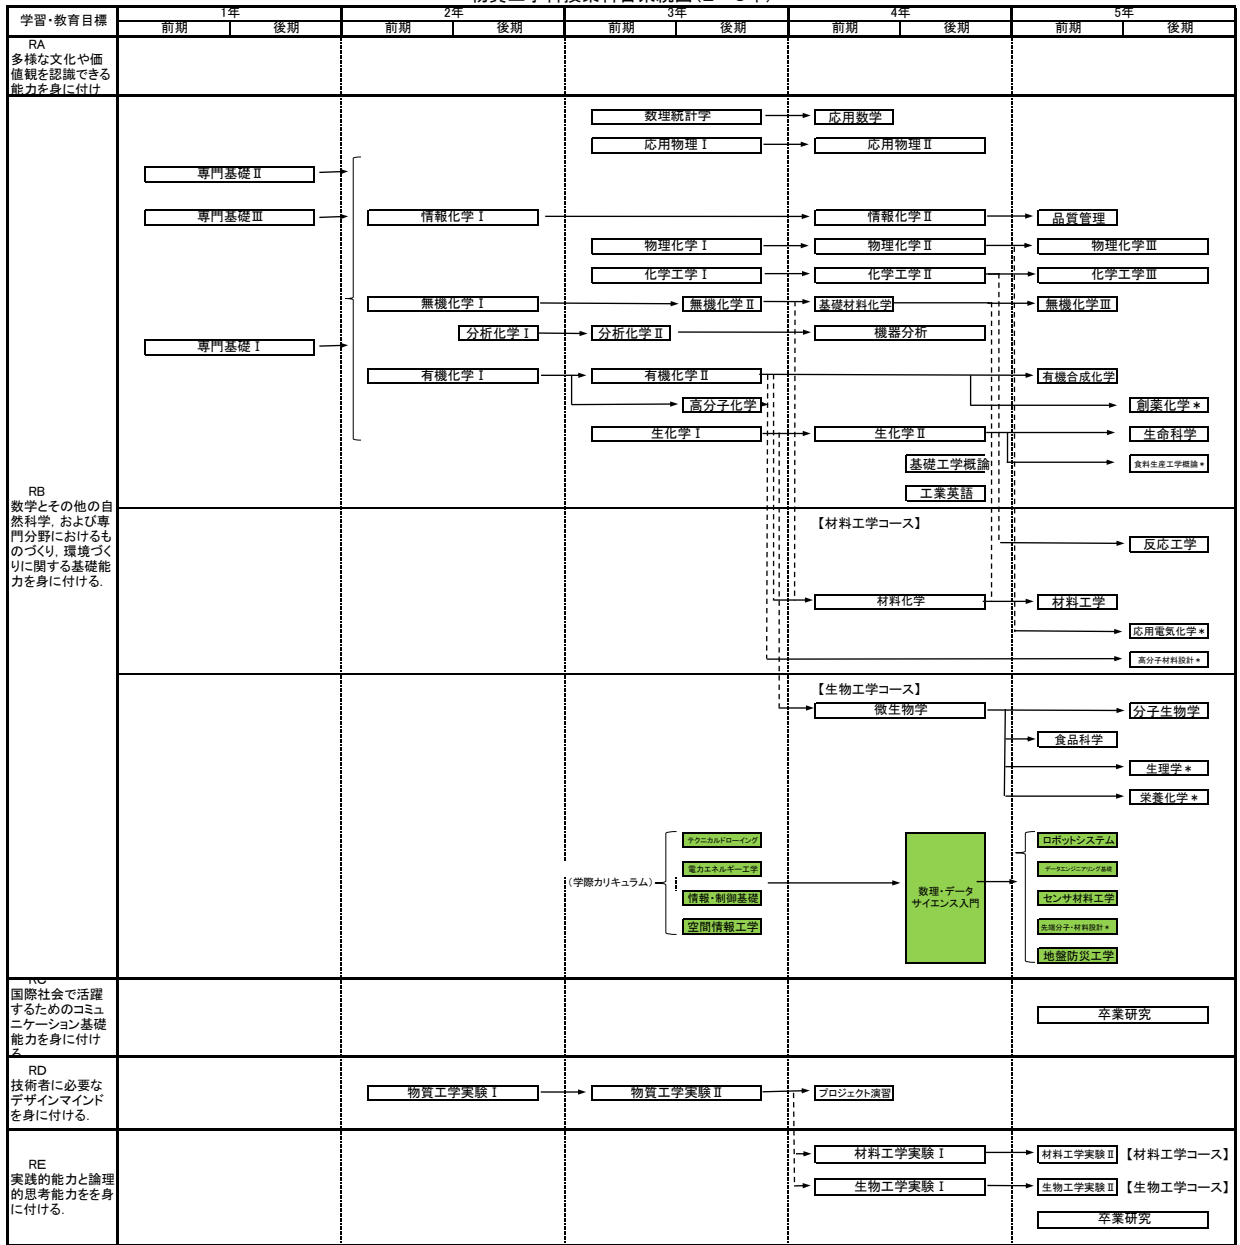 学習・教育目標
1年
2年
3年
4年
5年
前期
後期
前期
後期
前期
後期
前期
後期
前期
後期
RA
多様な文化や価
値観を認識できる
能力を身に付け
RB
数学とその他の自
然科学，および専
門分野におけるも
のづくり，環境づく
りに関する基礎能
力を身に付ける．
数理統計学
応用数学
応用物理Ⅰ
応用物理Ⅱ
専門基礎Ⅱ
専門基礎Ⅲ
情報化学Ⅰ
情報化学Ⅱ
品質管理
物理化学Ⅰ
物理化学Ⅱ
物理化学Ⅲ
化学工学Ⅰ
化学工学Ⅱ
化学工学Ⅲ
無機化学Ⅰ
無機化学Ⅱ
基礎材料化学
無機化学Ⅲ
分析化学Ⅰ
分析化学Ⅱ
機器分析
専門基礎Ⅰ
有機化学Ⅰ
有機化学Ⅱ
有機合成化学
高分子化学
創薬化学＊
生化学Ⅰ
生化学Ⅱ
生命科学
基礎工学概論
食料生産工学概論＊
工業英語
【材料工学コース】
反応工学
材料化学
材料工学
応用電気化学＊
高分子材料設計＊
【生物工学コース】
微生物学
分子生物学
食品科学
生理学＊
栄養化学＊
（学際カリキュラム）
テクニカルドローイング
電力エネルギー工学
情報・制御基礎
空間情報工学
数理・データ
サイエンス入門
ロボットシステム
データエンジニアリング基礎
センサ材料工学
先端分子・材料設計＊
地盤防災工学
国際社会で活躍
するためのコミュ
ニケーション基礎
能力を身に付け
卒業研究
RD
技術者に必要な
デザインマインド
を身に付ける．
物質工学実験Ⅰ
物質工学実験Ⅱ
プロジェクト演習
RE
実践的能力と論理
的思考能力をを身
に付ける．
材料工学実験Ⅰ
材料工学実験Ⅱ
【材料工学コース】
生物工学実験Ⅰ
生物工学実験Ⅱ
【生物工学コース】
卒業研究